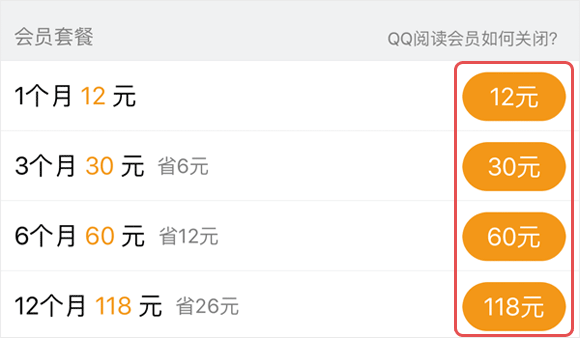 会员套餐 QQ阅读会员如何关闭?
1个月 12 元 12元
3个月 30 元 省6元 30元
6个月 60 元 省12元 60元
12个月 118 元 省26元 118元